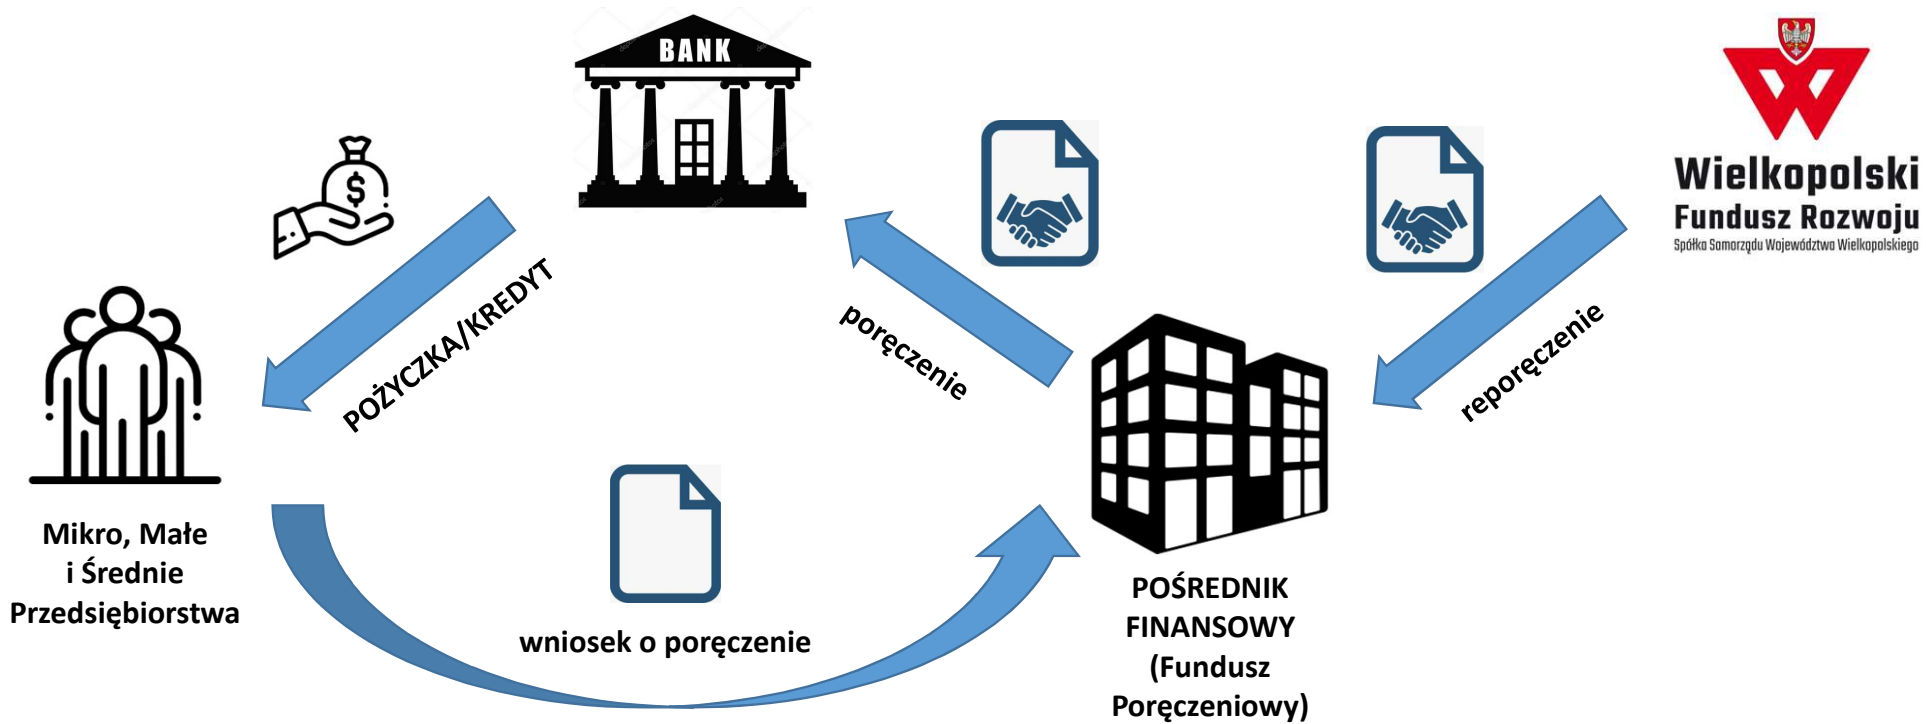 BANK
Wielkopolski
Fundusz Rozwoju
Spółka Samorządu Województwa Wielkopolskiego
$
POŻYCZKA/KREDYT
poręczenie
reporęczenie
Mikro, Małe
i Średnie
Przedsiębiorstwa
wniosek o poręczenie
POŚREDNIK
FINANSOWY
(Fundusz
Poręczeniowy)